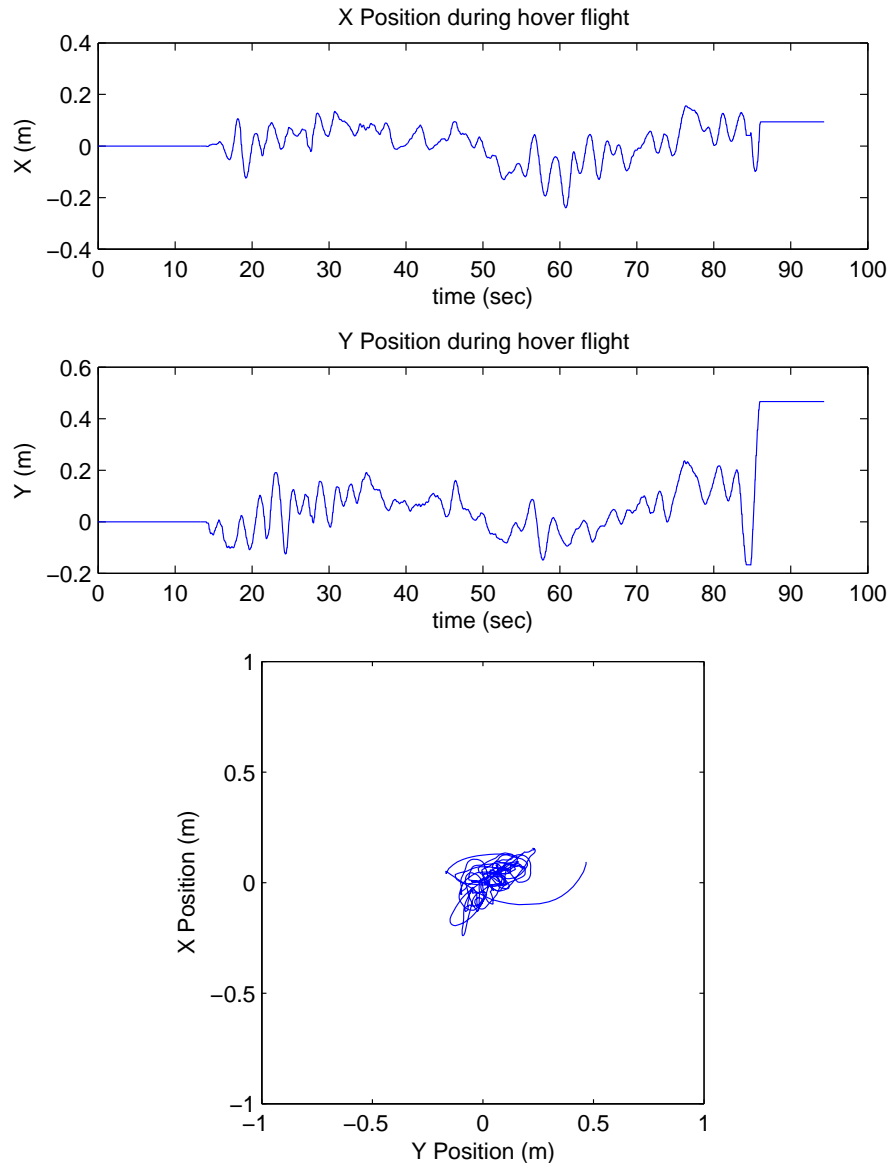 X Position during hover flight
0.4
0.2
0
−0.2
−0.4
X (m)
0 10 20 30 40 50 60 70 80 90 100
time (sec)
Y Position during hover flight
0.6
0.4
0.2
0
−0.2
Y (m)
0 10 20 30 40 50 60 70 80 90 100
time (sec)
1
0.5
0
−0.5
−1
X Position (m)
−1 −0.5 0 0.5 1
Y Position (m)